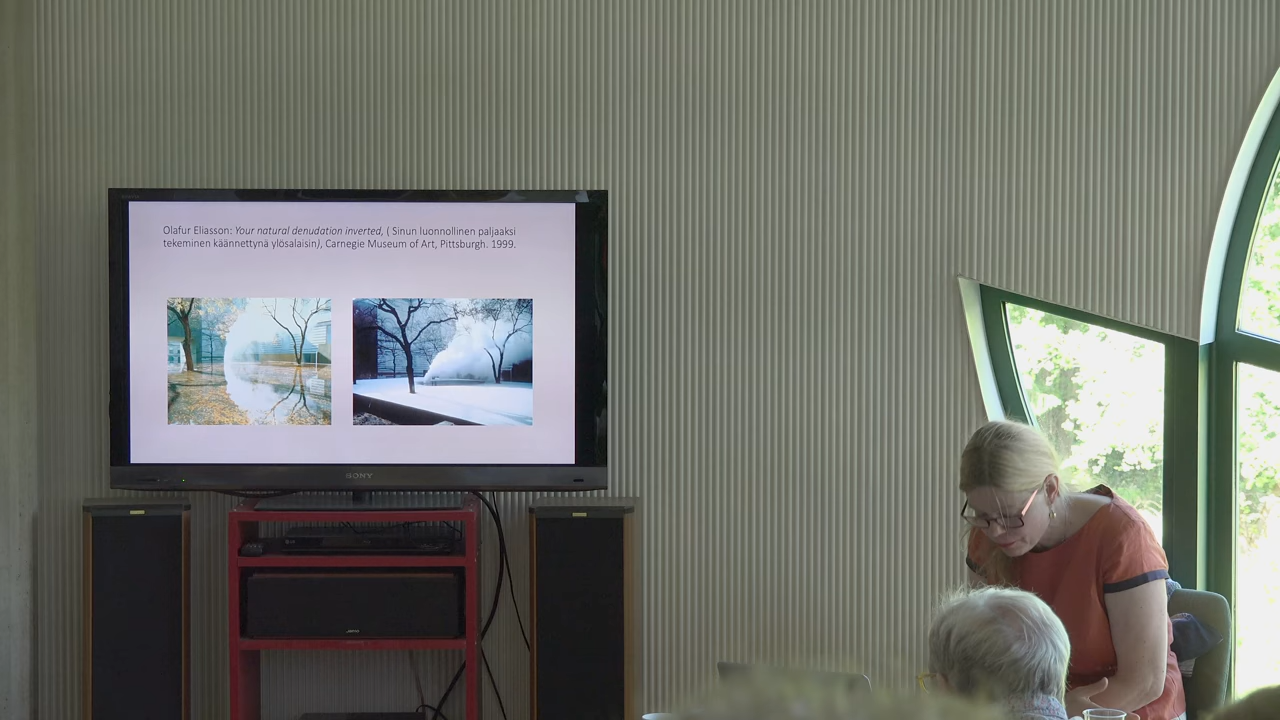 Olafur Eliasson: Your natural denudation inverted, ( Sinun luonnollinen paljaaksi
tekeminen käännettynä ylösalaisin), Carnegie Museum of Art, Pittsburgh. 1999.
SONY